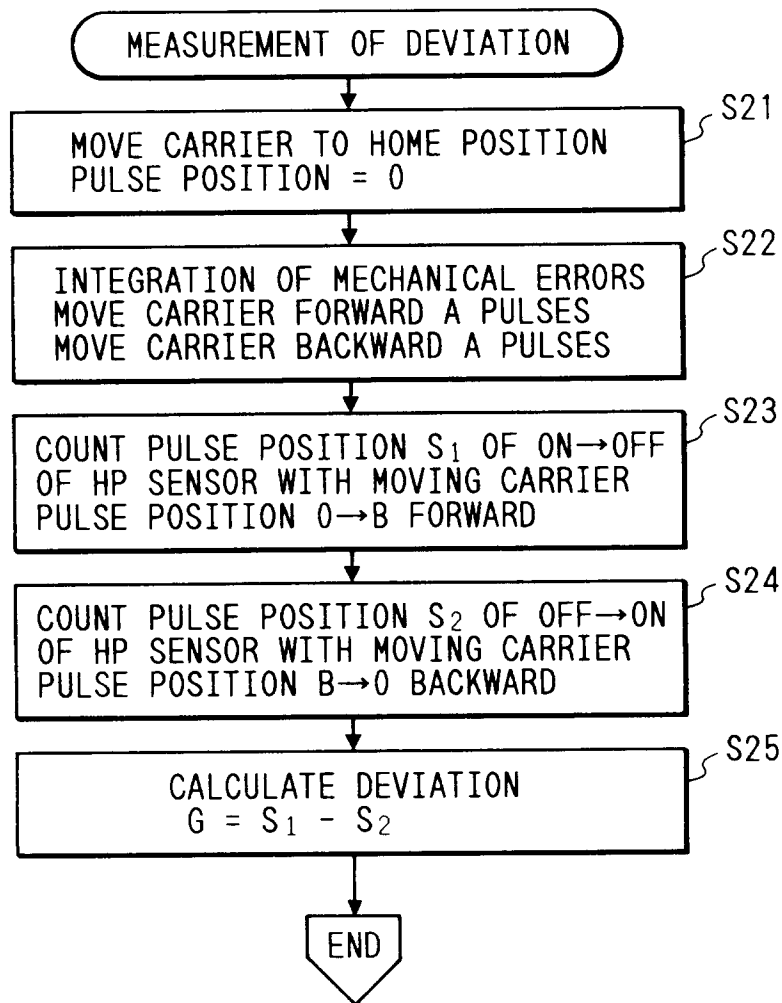 MEASUREMENT OF DEVIATION
S21
MOVE CARRIER TO HOME POSITION
PULSE POSITION = 0
S22
INTEGRATION OF MECHANICAL ERRORS
MOVE CARRIER FORWARD A PULSES
MOVE CARRIER BACKWARD A PULSES
S23
COUNT PULSE POSITION S₁ OF ON→OFF
OF HP SENSOR WITH MOVING CARRIER
PULSE POSITION 0→B FORWARD
S24
COUNT PULSE POSITION S₂ OF OFF→ON
OF HP SENSOR WITH MOVING CARRIER
PULSE POSITION B→0 BACKWARD
S25
CALCULATE DEVIATION
G = S₁ - S₂
END